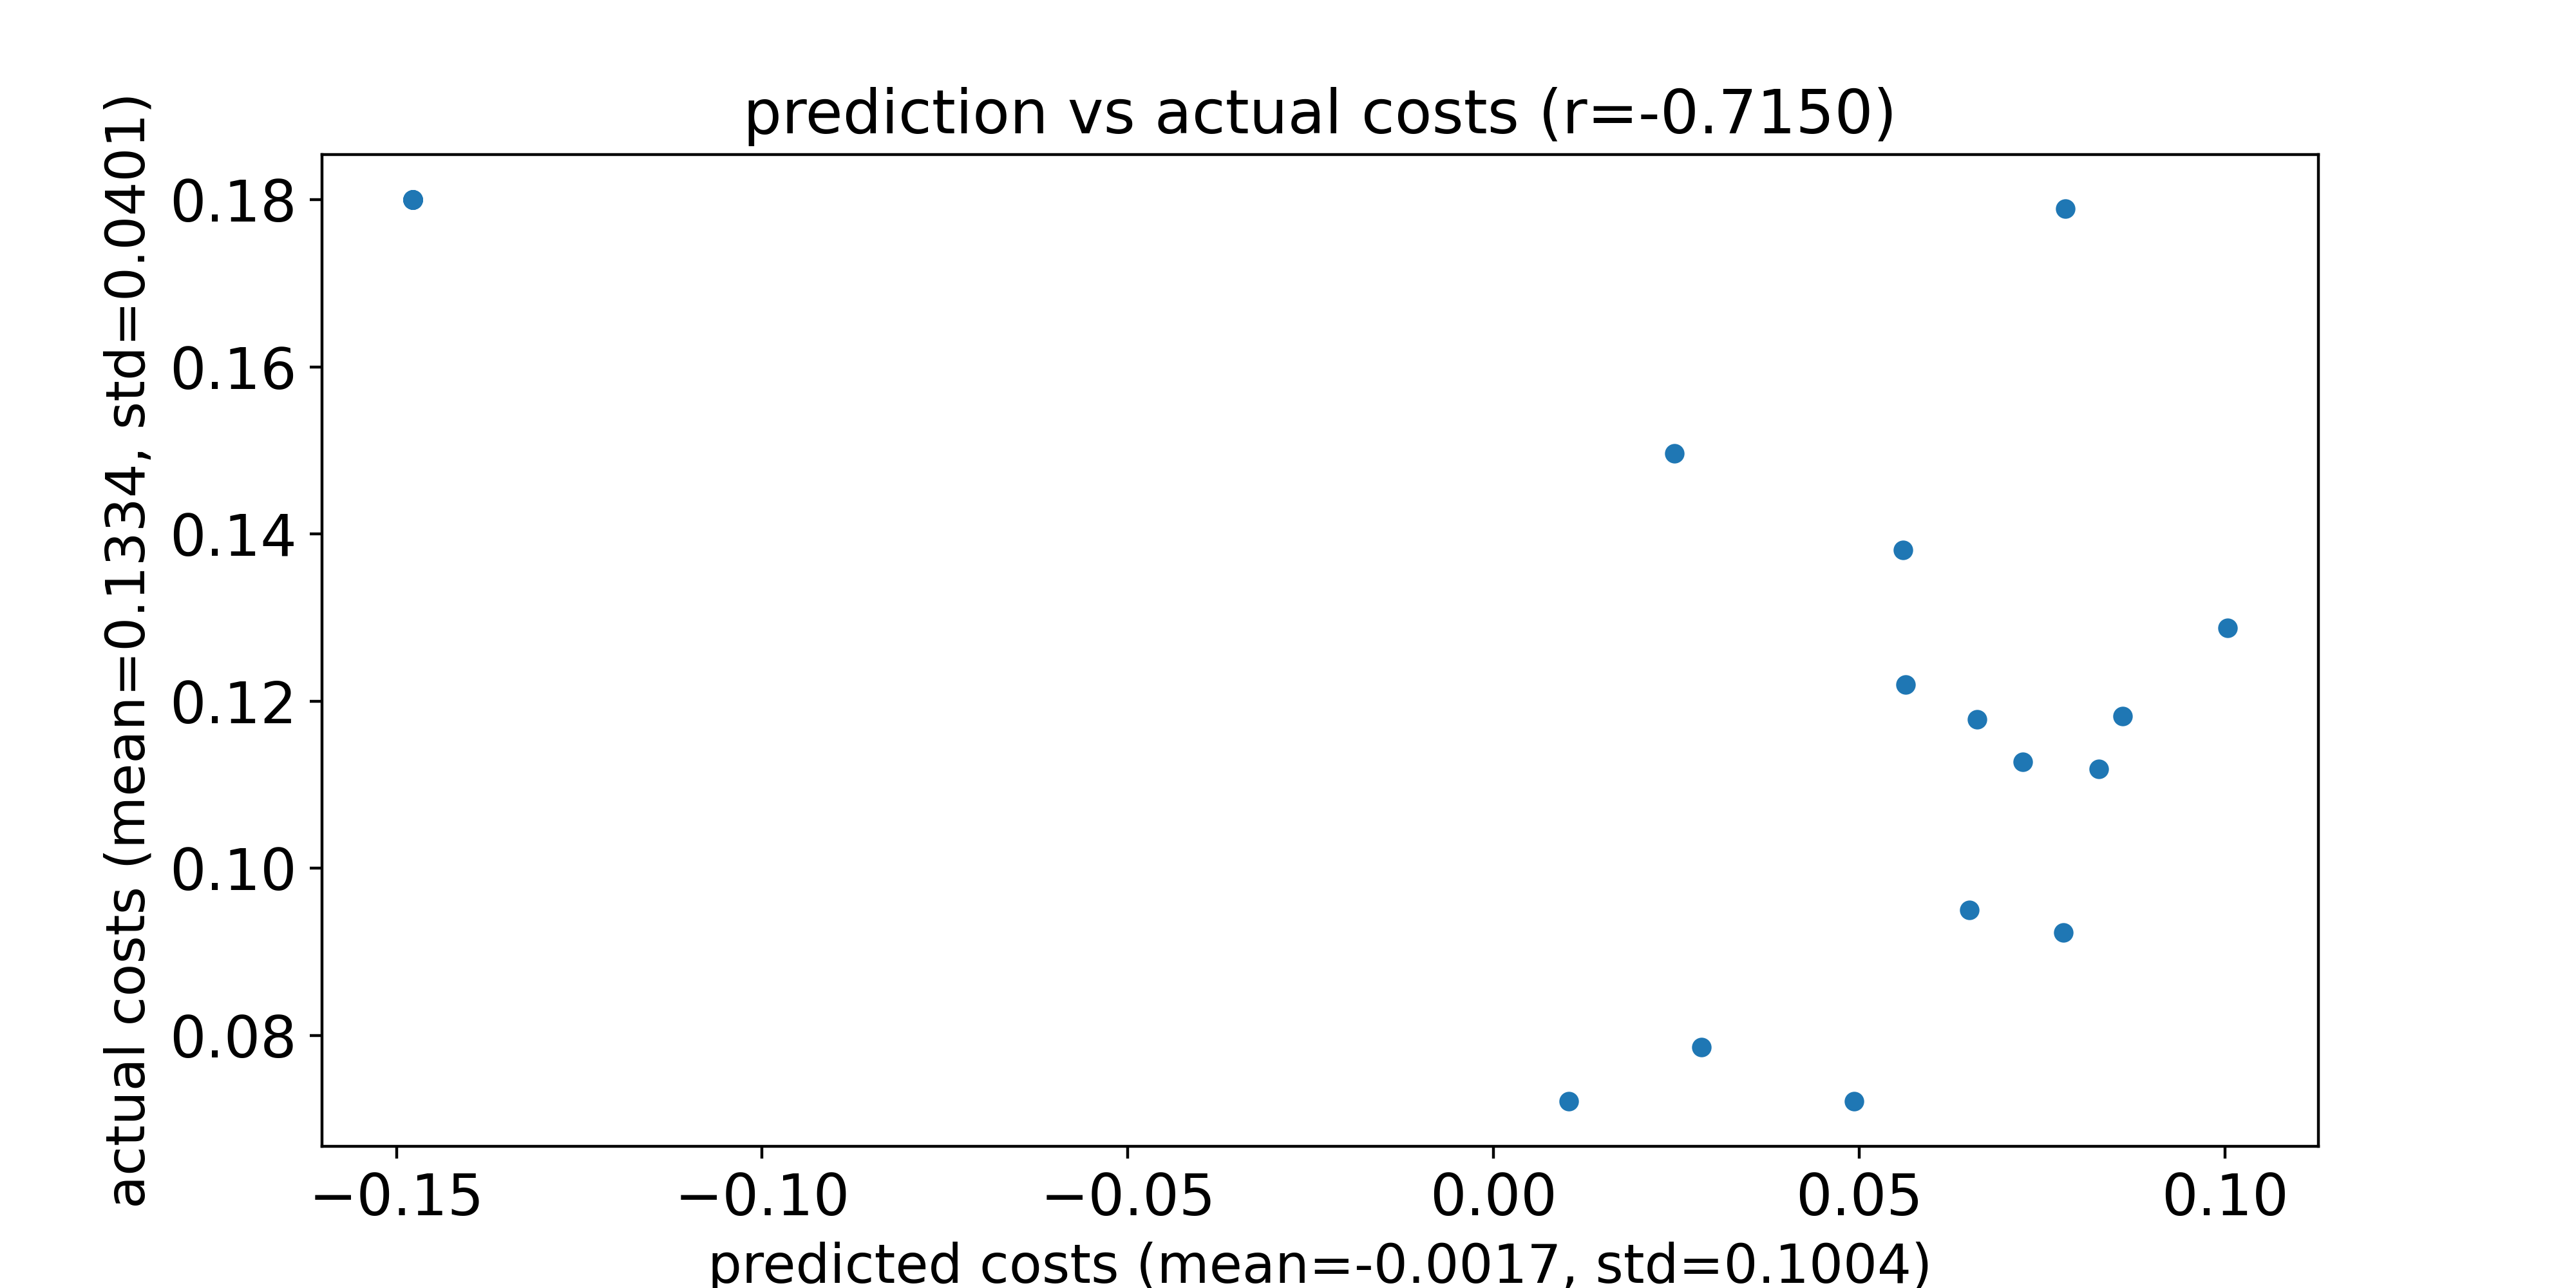 prediction vs actual costs (r=-0.7150)
actual costs (mean=0.1334, std=0.0401)
0.18
0.16
0.14
0.12
0.10
0.08
−0.15 −0.10 −0.05 0.00 0.05 0.10
predicted costs (mean=-0.0017, std=0.1004)